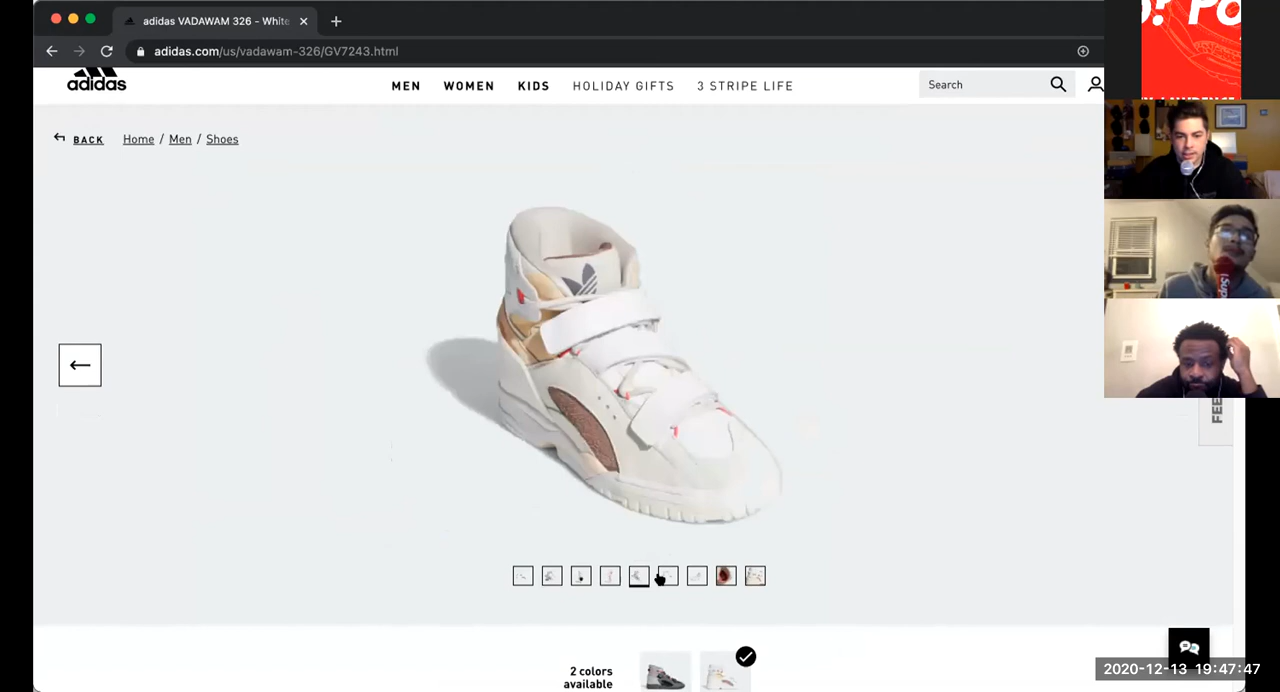 adidas VADAWAM 326 - White
adidas.com/us/vadawam-326/GV7243.html
adidas
MEN WOMEN KIDS HOLIDAY GIFTS 3 STRIPE LIFE
Search
BACK Home / Men / Shoes
2 colors
available
2020-12-13 19:47:47